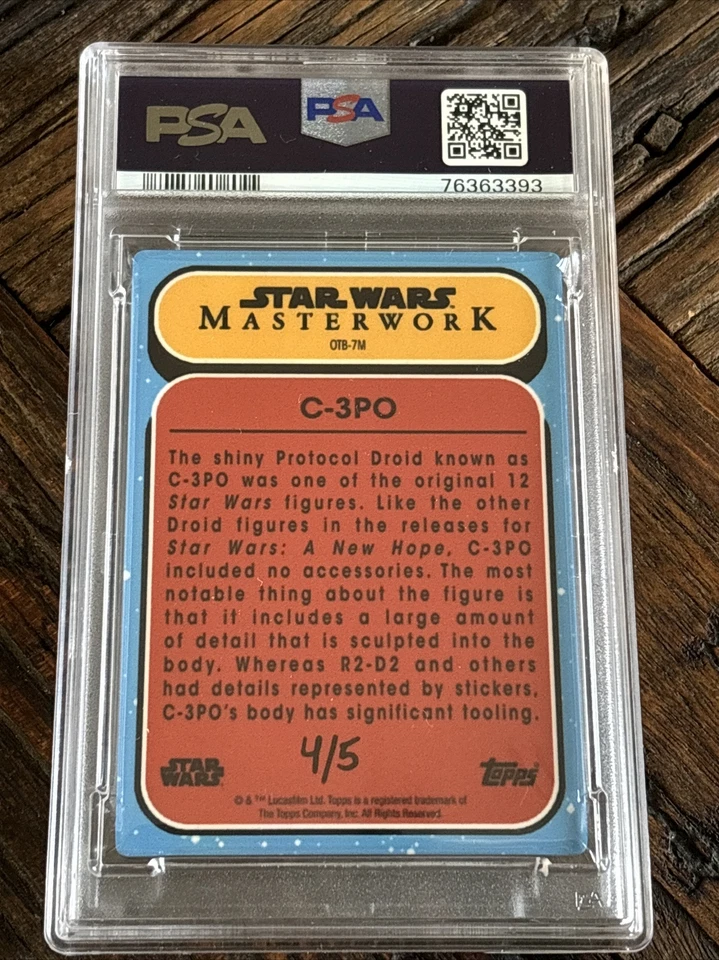 PSA PSA
76363393
STAR WARS
MASTERWORK
OTB-7M
C-3PO
The shiny Protocol Droid known as
C-3PO was one of the original 12
Star Wars figures. Like the other
Droid figures in the releases for
Star Wars: A New Hope, C-3PO
included no accessories. The most
notable thing about the figure is
that it includes a large amount
of detail that is sculpted into the
body. Whereas R2-D2 and others
had details represented by stickers,
C-3PO's body has significant tooling.
4/5
STAR
WARS
Topps
© & ™ Lucasfilm Ltd. Topps is a registered trademark of
The Topps Company, Inc. All Rights Reserved.
PSA